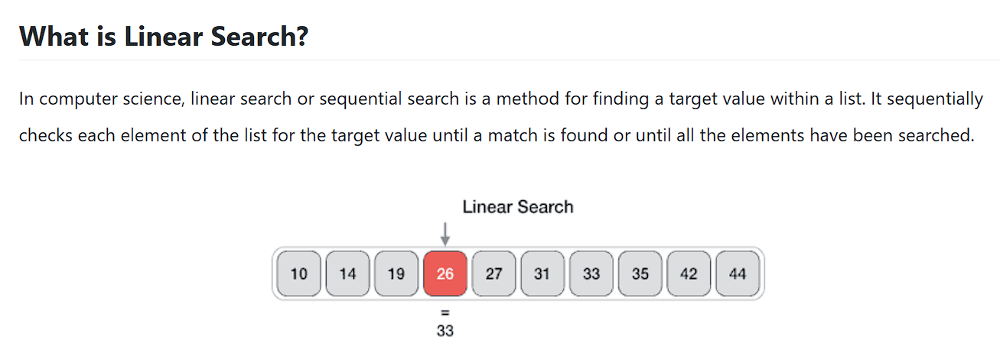 What is Linear Search?
In computer science, linear search or sequential search is a method for finding a target value within a list. It sequentially
checks each element of the list for the target value until a match is found or until all the elements have been searched.
Linear Search
10 14 19 26 27 31 33 35 42 44
=
33